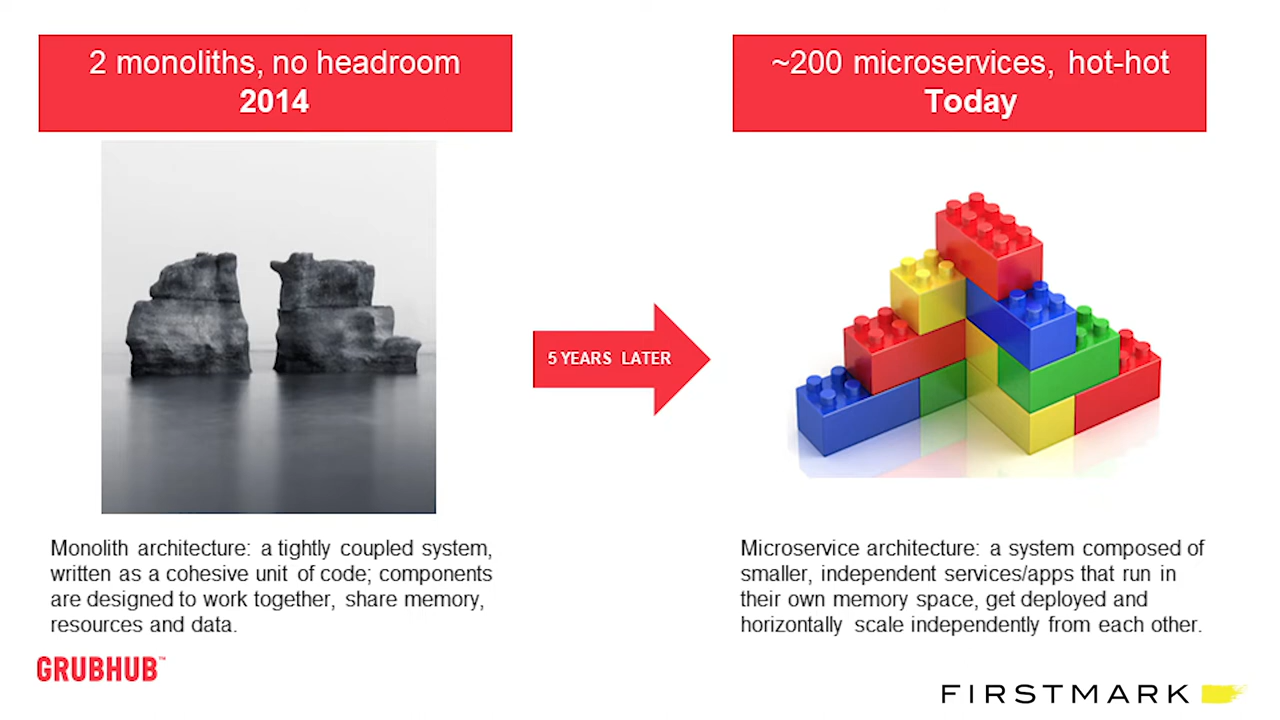 2 monoliths, no headroom
2014
~200 microservices, hot-hot
Today
5 YEARS LATER
Monolith architecture: a tightly coupled system,
written as a cohesive unit of code; components
are designed to work together, share memory,
resources and data.
Microservice architecture: a system composed of
smaller, independent services/apps that run in
their own memory space, get deployed and
horizontally scale independently from each other.
GRUBHUB™
FIRSTMARK